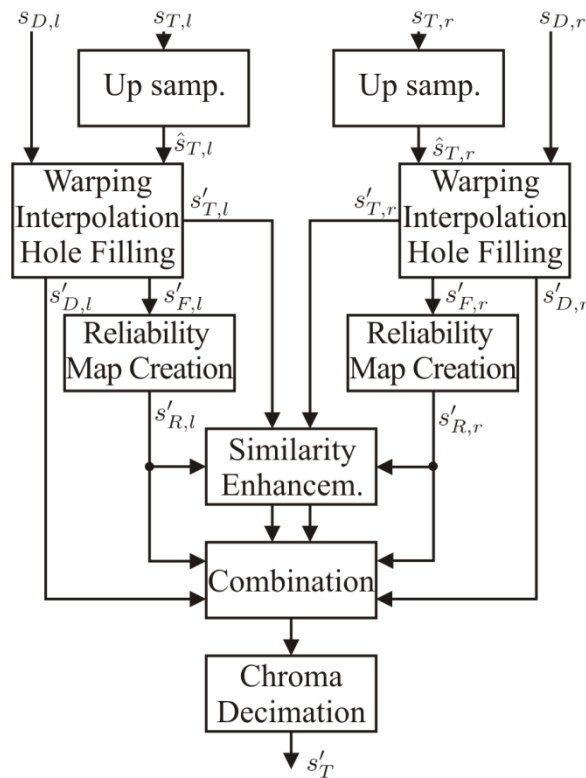 s_{D,l} s_{T,l} s_{T,r} s_{D,r}
Up samp. Up samp.
ŝ_{T,l} ŝ_{T,r}
Warping
Interpolation
Hole Filling
s'_{T,l} s'_{T,r}
Warping
Interpolation
Hole Filling
s'_{D,l} s'_{F,l} s'_{F,r} s'_{D,r}
Reliability
Map Creation
Reliability
Map Creation
s'_{R,l} s'_{R,r}
Similarity
Enhancem.
Combination
Chroma
Decimation
s'_T